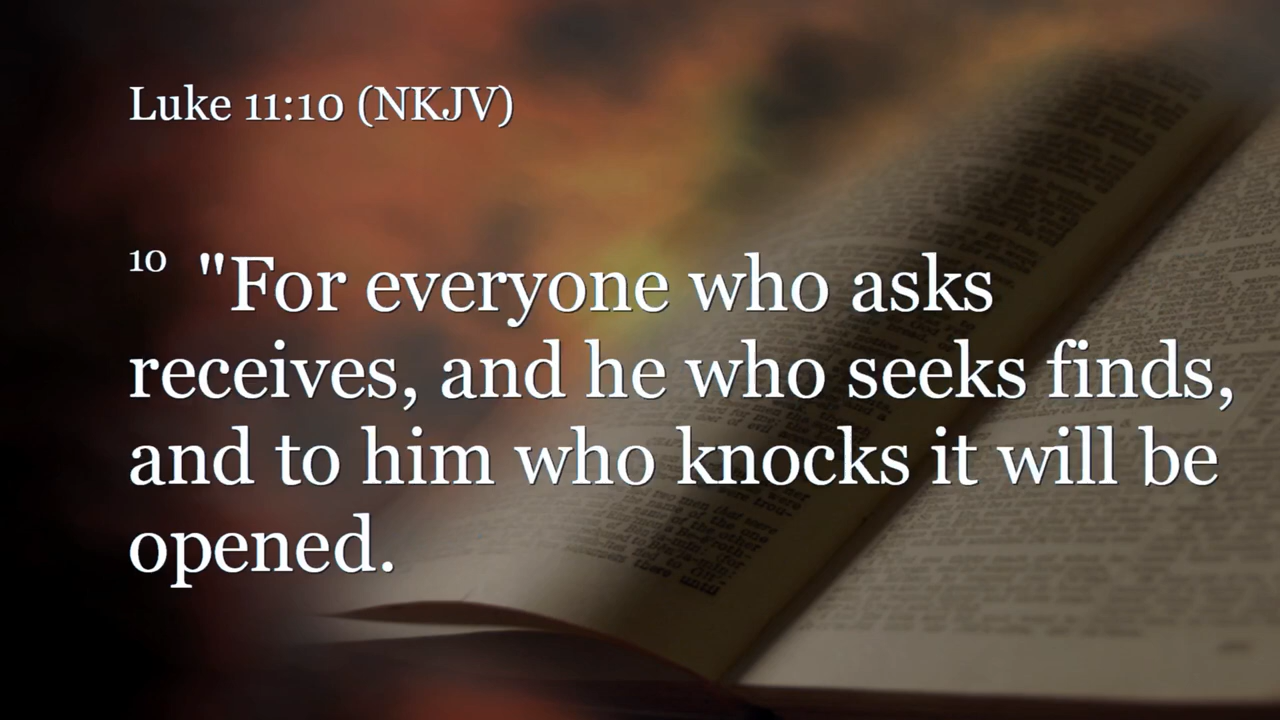 Luke 11:10 (NKJV)
10 "For everyone who asks
receives, and he who seeks finds,
and to him who knocks it will be
opened.